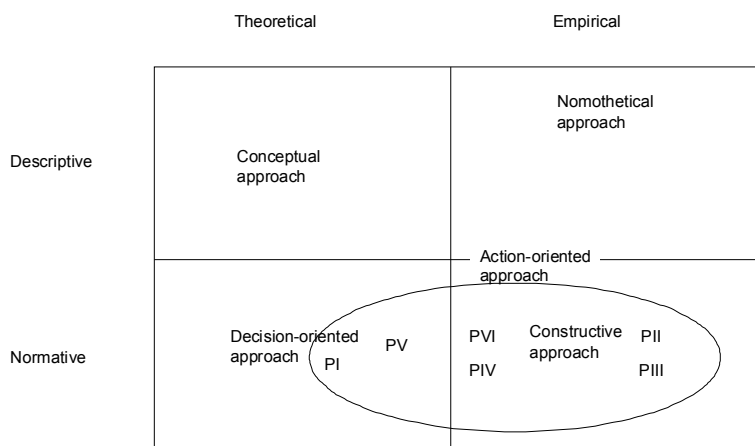 Theoretical
Empirical
Nomothetical
approach
Descriptive
Conceptual
approach
Action-oriented
approach
Decision-oriented
approach
PI
PV
PVI
PIV
Constructive
approach
PII
PIII
Normative